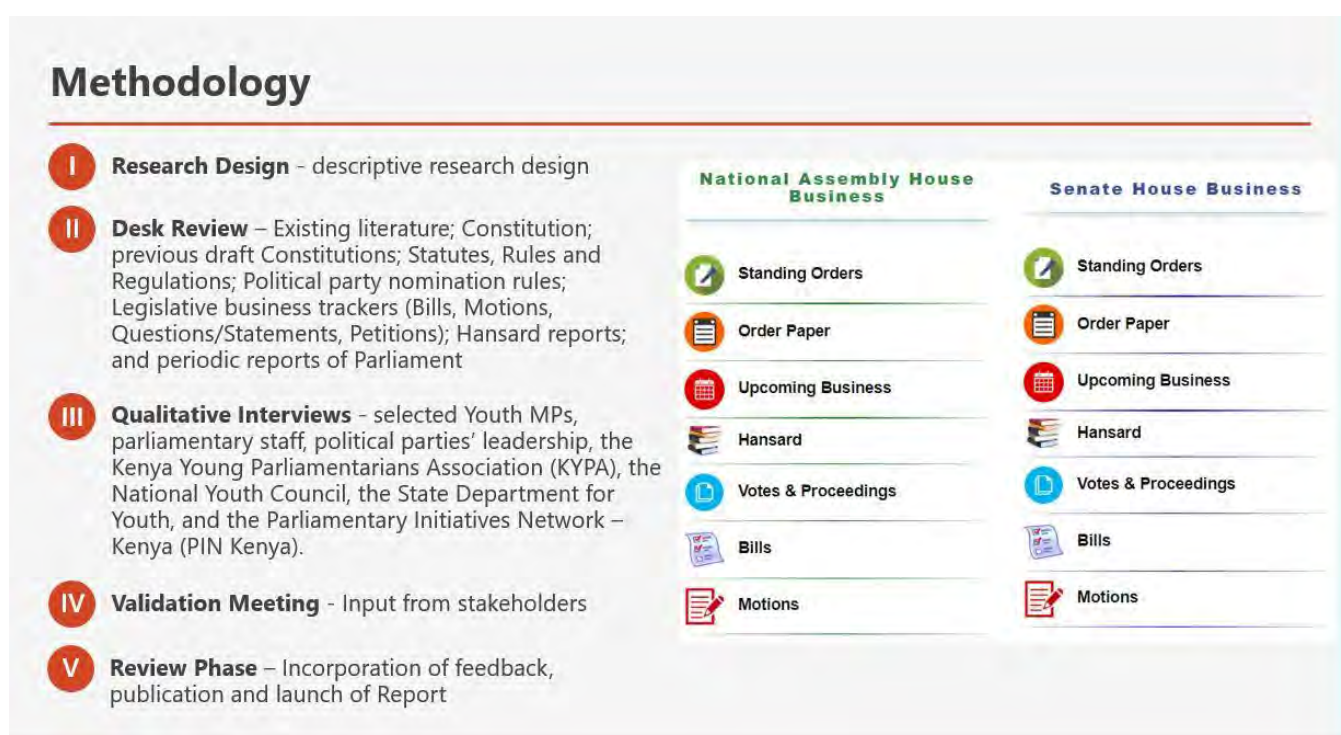 Methodology
I
Research Design - descriptive research design
II
Desk Review – Existing literature; Constitution;
previous draft Constitutions; Statutes, Rules and
Regulations; Political party nomination rules;
Legislative business trackers (Bills, Motions,
Questions/Statements, Petitions); Hansard reports;
and periodic reports of Parliament
III
Qualitative Interviews - selected Youth MPs,
parliamentary staff, political parties’ leadership, the
Kenya Young Parliamentarians Association (KYPA), the
National Youth Council, the State Department for
Youth, and the Parliamentary Initiatives Network –
Kenya (PIN Kenya).
IV
Validation Meeting - Input from stakeholders
V
Review Phase – Incorporation of feedback,
publication and launch of Report
National Assembly House
Business
Standing Orders
Order Paper
Upcoming Business
Hansard
Votes & Proceedings
Bills
Motions
Senate House Business
Standing Orders
Order Paper
Upcoming Business
Hansard
Votes & Proceedings
Bills
Motions